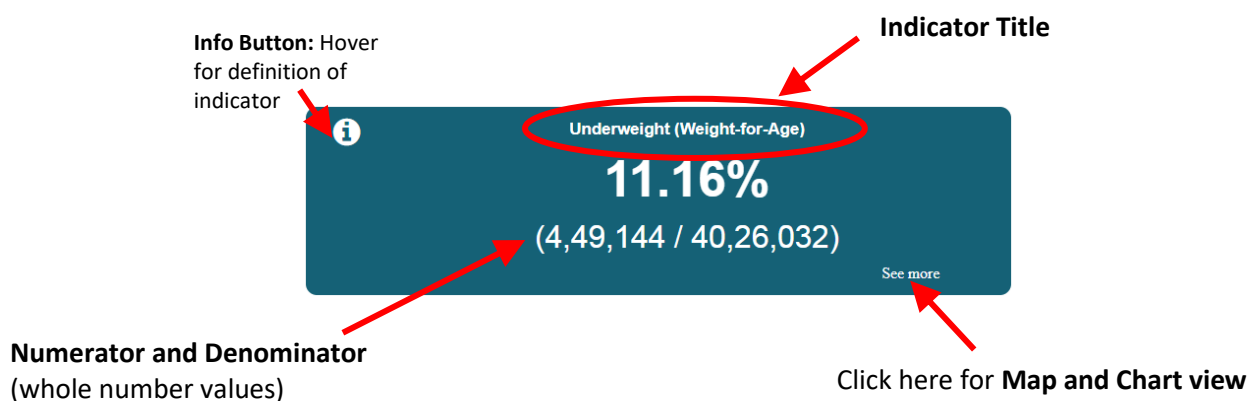 Indicator Title
Info Button: Hover
for definition of
indicator
Underweight (Weight-for-Age)
11.16%
(4,49,144 / 40,26,032)
See more
Numerator and Denominator
(whole number values)
Click here for Map and Chart view